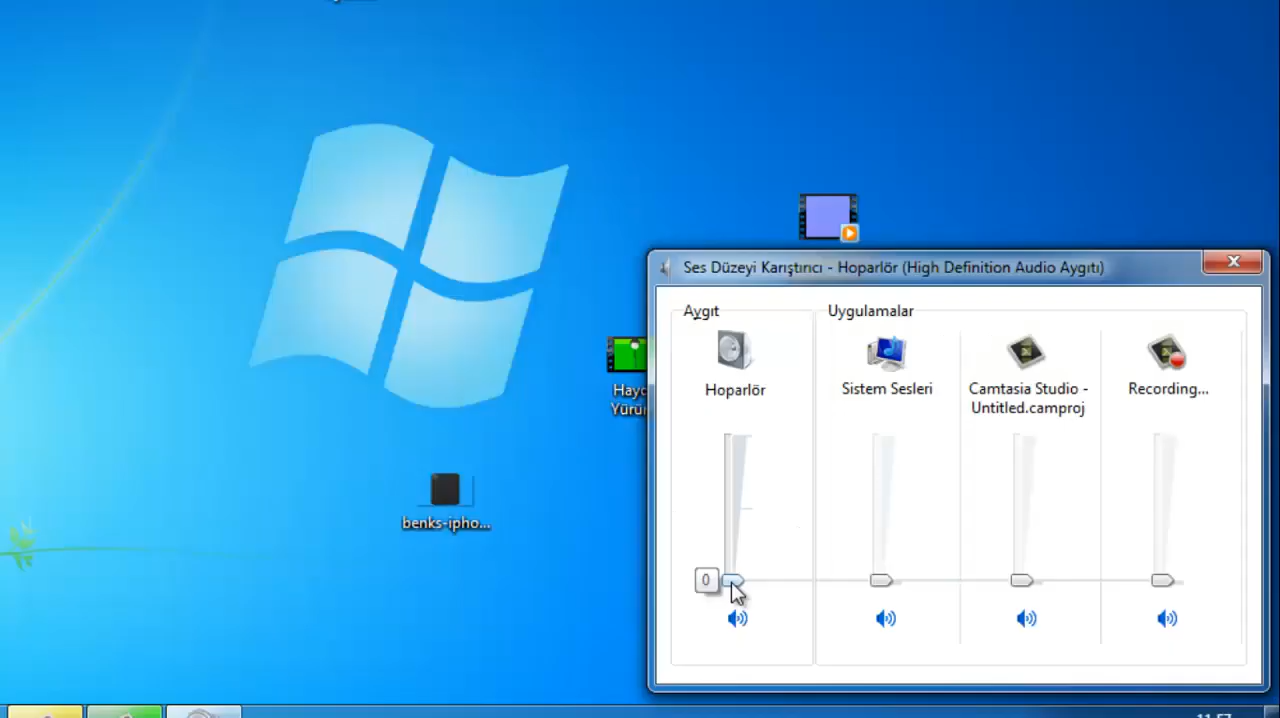 Ses Düzeyi Karıştırıcı - Hoparlör (High Definition Audio Aygıtı)
Aygıt
Uygulamalar
Hoparlör
Sistem Sesleri
Camtasia Studio -
Untitled.camproj
Recording...
0
benks-ipho...